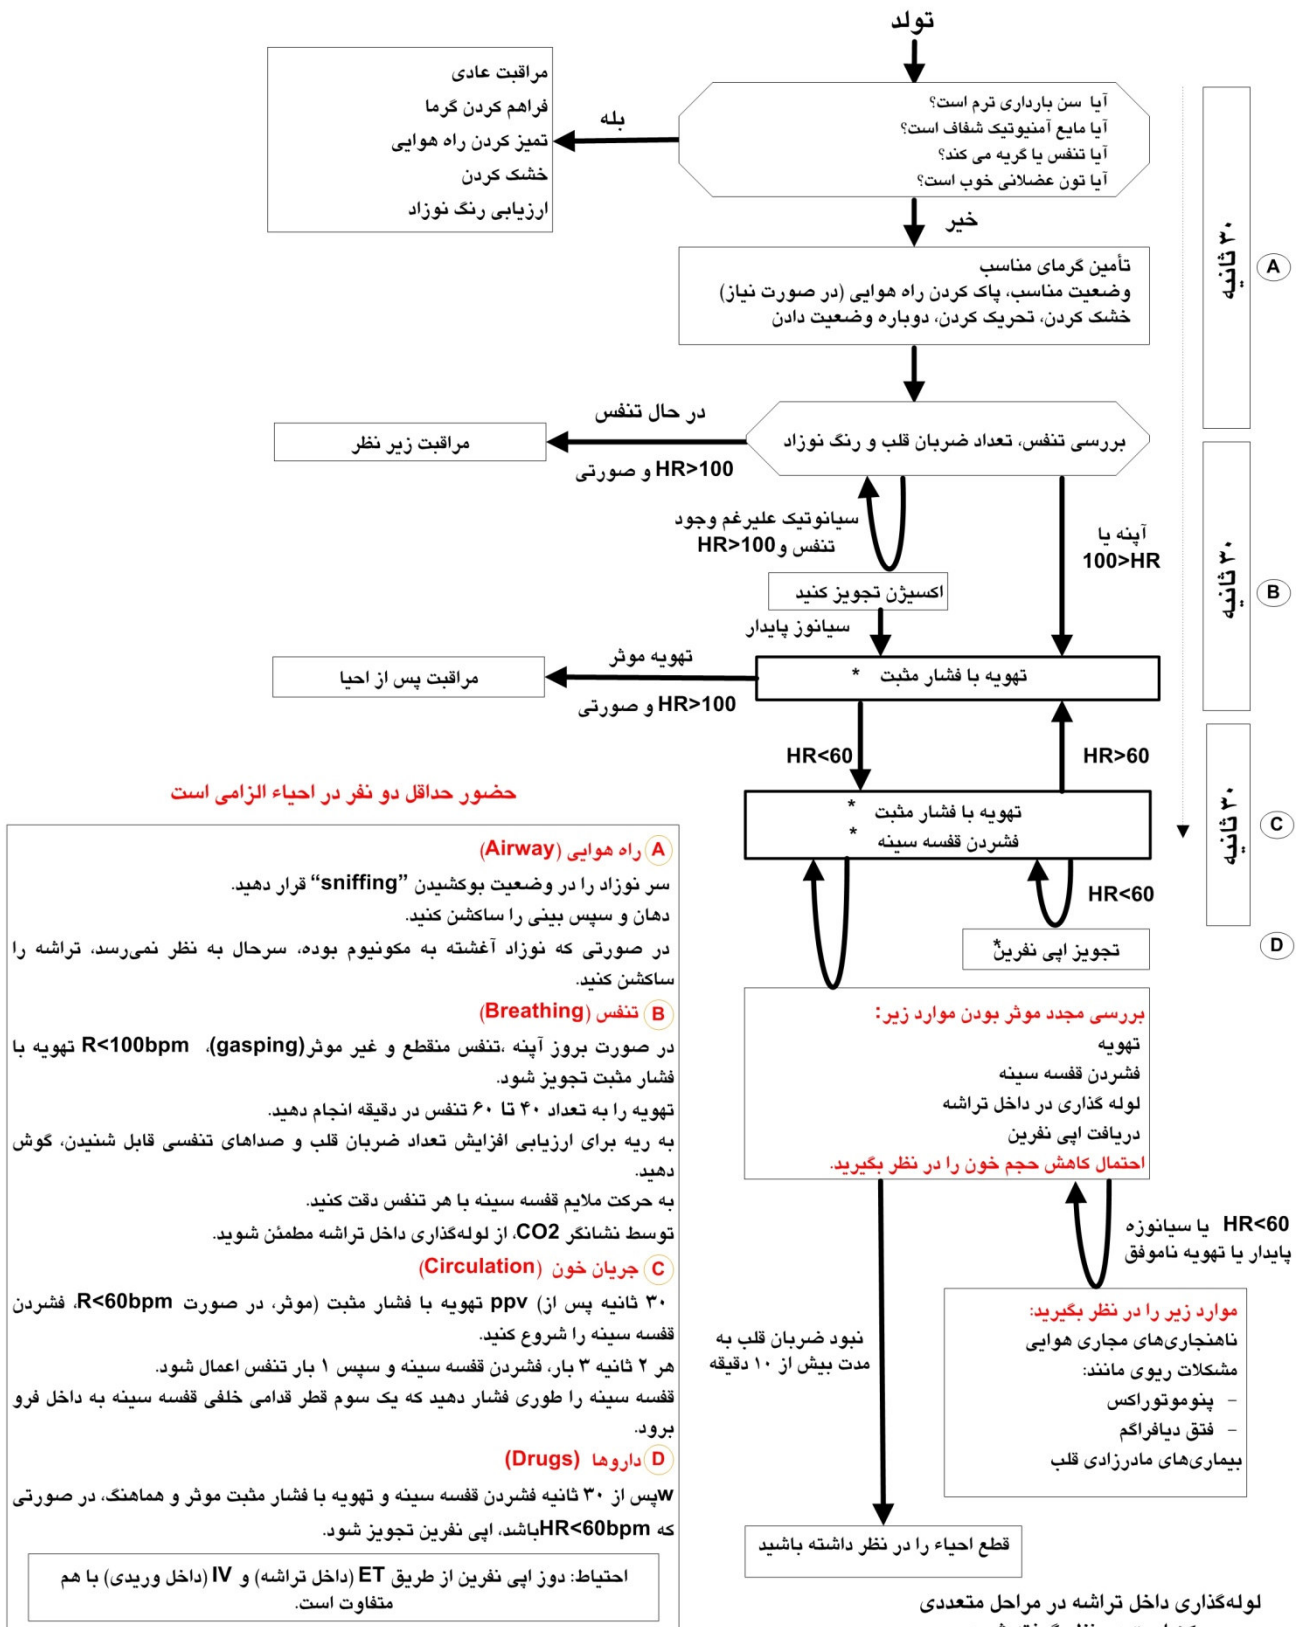 تولد
آیا سن بارداری ترم است؟
آیا مایع آمنیوتیک شفاف است؟
آیا تنفس یا گریه می کند؟
آیا تون عضلانی خوب است؟
بله
مراقبت عادی
فراهم کردن گرما
تمیز کردن راه هوایی
خشک کردن
ارزیابی رنگ نوزاد
خیر
۳۰ ثانیه
A
تأمین گرمای مناسب
وضعیت مناسب، پاک کردن راه هوایی (در صورت نیاز)
خشک کردن، تحریک کردن، دوباره وضعیت دادن
بررسی تنفس، تعداد ضربان قلب و رنگ نوزاد
در حال تنفس
HR>100 و صورتی
مراقبت زیر نظر
سیانوتیک علیرغم وجود
تنفس و HR>100
آپنه یا
100>HR
۳۰ ثانیه
B
اکسیژن تجویز کنید
سیانوز پایدار
تهویه با فشار مثبت *
تهویه موثر
HR>100 و صورتی
مراقبت پس از احیا
HR<60
HR>60
تهویه با فشار مثبت *
فشردن قفسه سینه *
۳۰ ثانیه
C
HR<60
تجویز اپی نفرین*
D
بررسی مجدد موثر بودن موارد زیر:
تهویه
فشردن قفسه سینه
لوله گذاری در داخل تراشه
دریافت اپی نفرین
احتمال کاهش حجم خون را در نظر بگیرید.
HR<60 یا سیانوزه
پایدار یا تهویه ناموفق
موارد زیر را در نظر بگیرید:
ناهنجاری‌های مجاری هوایی
مشکلات ریوی مانند:
- پنوموتوراکس
- فتق دیافراگم
بیماری‌های مادرزادی قلب
نبود ضربان قلب به
مدت بیش از ۱۰ دقیقه
قطع احیاء را در نظر داشته باشید
لوله‌گذاری داخل تراشه در مراحل متعددی
حضور حداقل دو نفر در احیاء الزامی است
A راه هوایی (Airway)
سر نوزاد را در وضعیت بوکشیدن “sniffing” قرار دهید.
دهان و سپس بینی را ساکشن کنید.
در صورتی که نوزاد آغشته به مکونیوم بوده، سرحال به نظر نمی‌رسد، تراشه را
ساکشن کنید.
B تنفس (Breathing)
در صورت بروز آپنه ،تنفس منقطع و غیر موثر(gasping)، R<100bpm تهویه با
فشار مثبت تجویز شود.
تهویه را به تعداد ۴۰ تا ۶۰ تنفس در دقیقه انجام دهید.
به ریه برای ارزیابی افزایش تعداد ضربان قلب و صداهای تنفسی قابل شنیدن، گوش
دهید.
به حرکت ملایم قفسه سینه با هر تنفس دقت کنید.
توسط نشانگر CO2، از لوله‌گذاری داخل تراشه مطمئن شوید.
C جریان خون (Circulation)
۳۰ ثانیه پس از) ppv تهویه با فشار مثبت (موثر، در صورت R<60bpm، فشردن
قفسه سینه را شروع کنید.
هر ۲ ثانیه ۳ بار، فشردن قفسه سینه و سپس ۱ بار تنفس اعمال شود.
قفسه سینه را طوری فشار دهید که یک سوم قطر قدامی خلفی قفسه سینه به داخل فرو
برود.
D داروها (Drugs)
wپس از ۳۰ ثانیه فشردن قفسه سینه و تهویه با فشار مثبت موثر و هماهنگ، در صورتی
که HR<60bpmباشد، اپی نفرین تجویز شود.
احتیاط: دوز اپی نفرین از طریق ET (داخل تراشه) و IV (داخل وریدی) با هم
متفاوت است.